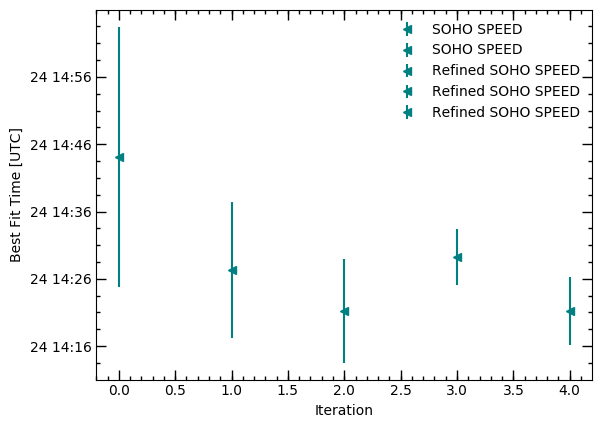 SOHO SPEED
SOHO SPEED
Refined SOHO SPEED
Refined SOHO SPEED
Refined SOHO SPEED
Best Fit Time [UTC]
24 14:56
24 14:46
24 14:36
24 14:26
24 14:16
0.0 0.5 1.0 1.5 2.0 2.5 3.0 3.5 4.0
Iteration